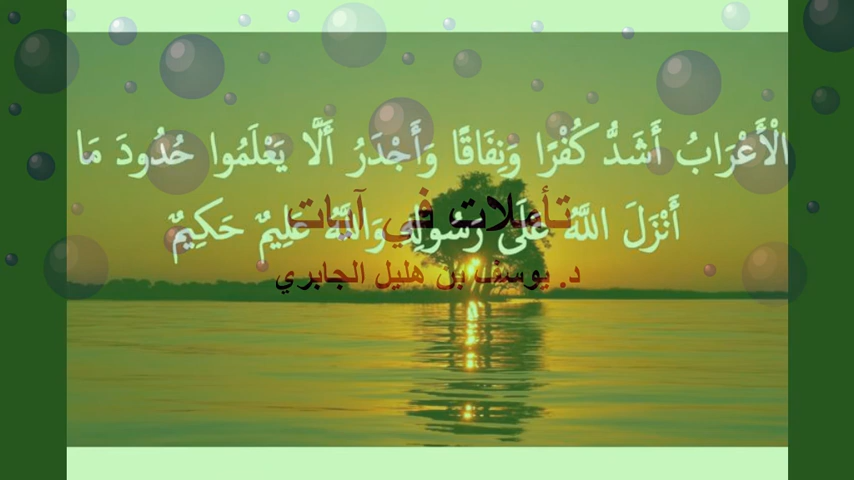 الْأَعْرَابُ أَشَدُّ كُفْرًا وَنِفَاقًا وَأَجْدَرُ أَلَّا يَعْلَمُوا حُدُودَ مَا
أَنْزَلَ اللَّهُ عَلَى رَسُولِهِ وَاللَّهُ عَلِيمٌ حَكِيمٌ
تأملات في آيات
د. يوسف بن هليل الجابري